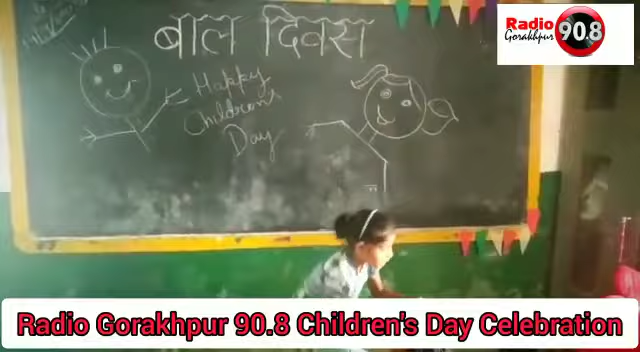 बाल दिवस
Happy
Children's
Day
Radio
Gorakhpur
90.8
Radio Gorakhpur 90.8 Children's Day Celebration